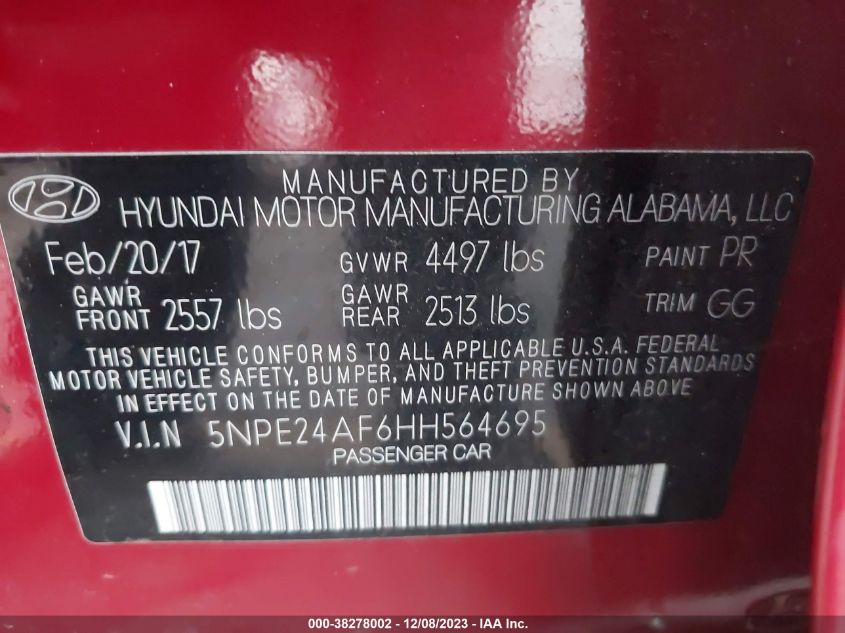 MANUFACTURED BY
HYUNDAI MOTOR MANUFACTURING ALABAMA, LLC
Feb/20/17 GVWR 4497 lbs PAINT PR
GAWR FRONT 2557 lbs GAWR REAR 2513 lbs TRIM GG
THIS VEHICLE CONFORMS TO ALL APPLICABLE U.S.A. FEDERAL
MOTOR VEHICLE SAFETY, BUMPER, AND THEFT PREVENTION STANDARDS
IN EFFECT ON THE DATE OF MANUFACTURE SHOWN ABOVE
V.I.N 5NPE24AF6HH564695
PASSENGER CAR
000-38278002 - 12/08/2023 - IAA Inc.